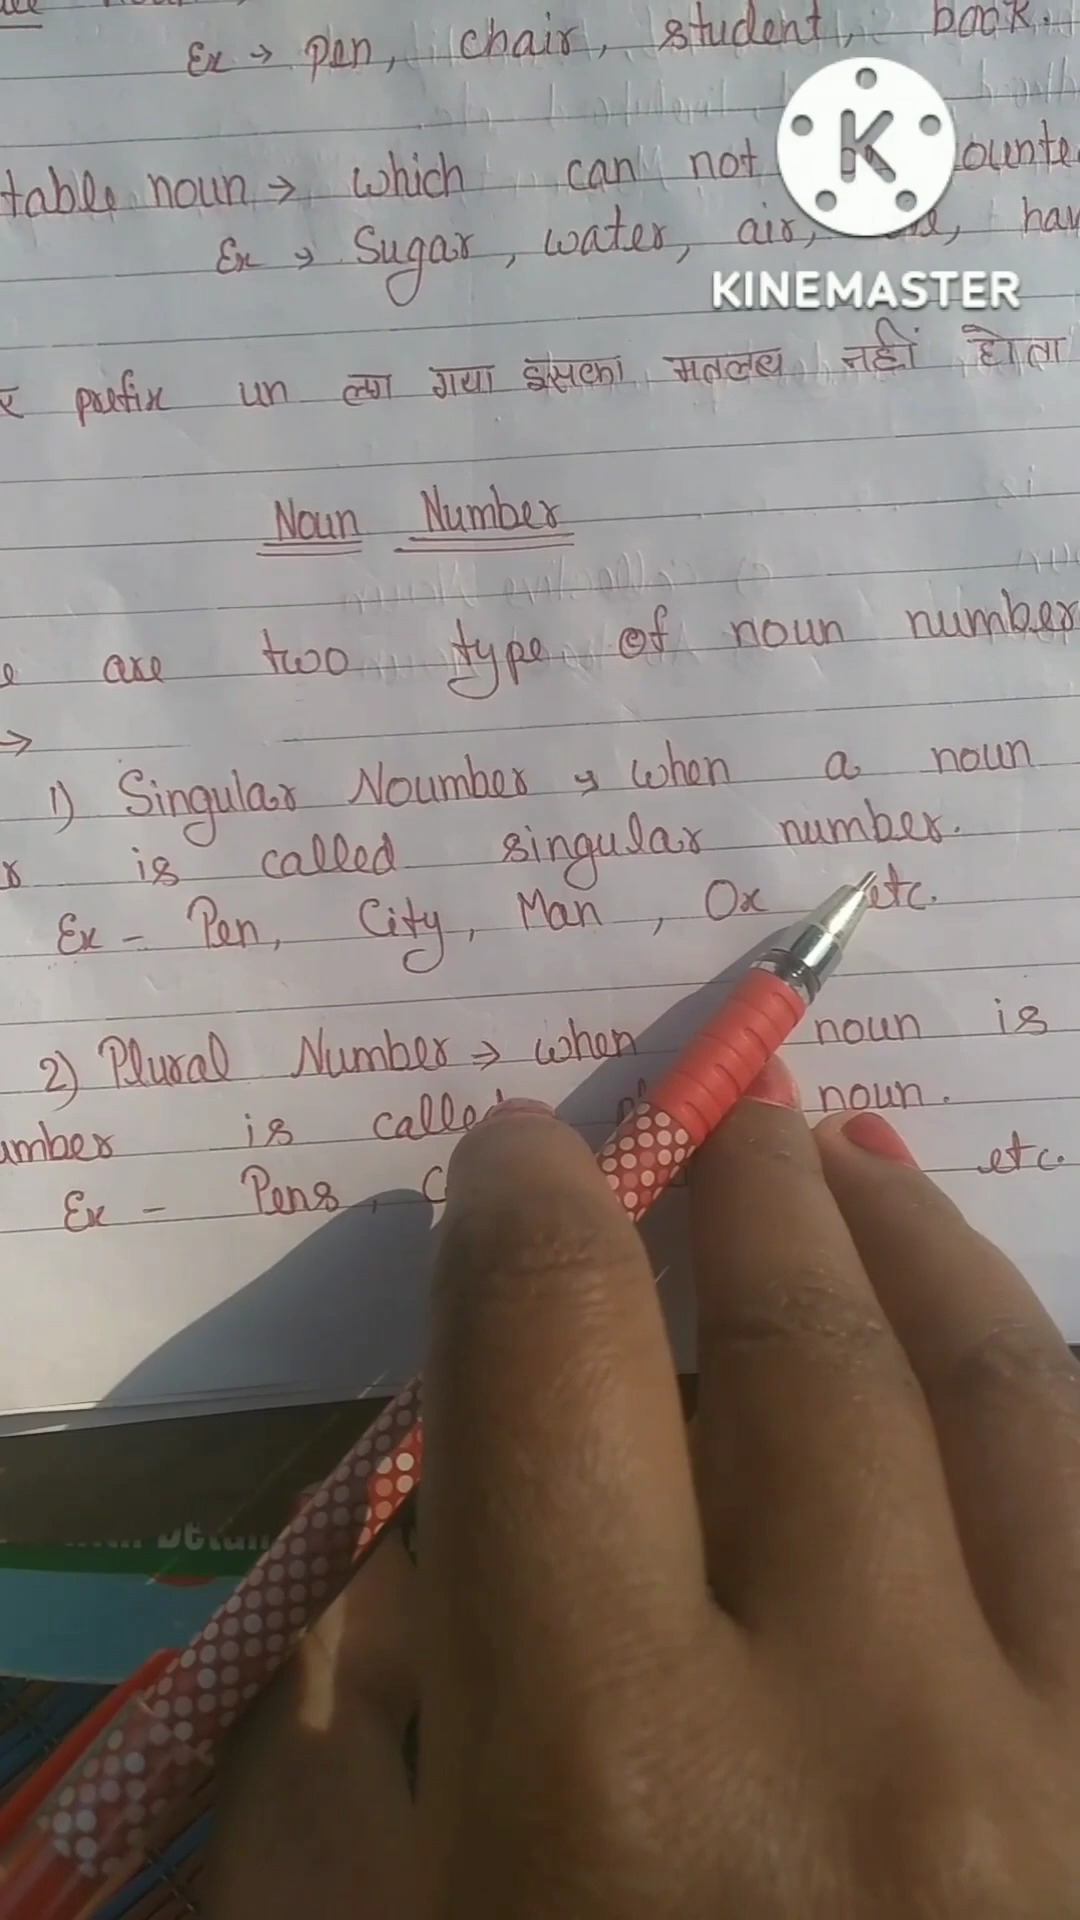 Ex → pen, chair, student, book.
table noun → which can not ounte
Ex → Sugar, water, air, hav
prefix un लग गया इसका मतलब नहीं होता
KINEMASTER
Noun Number
are two type of noun number
→
1) Singular Noumber → when a noun
is called singular number.
Ex - Pen, City, Man, Ox etc.
2) Plural Number → when noun is
umber is called noun.
Ex - Pens, C etc.